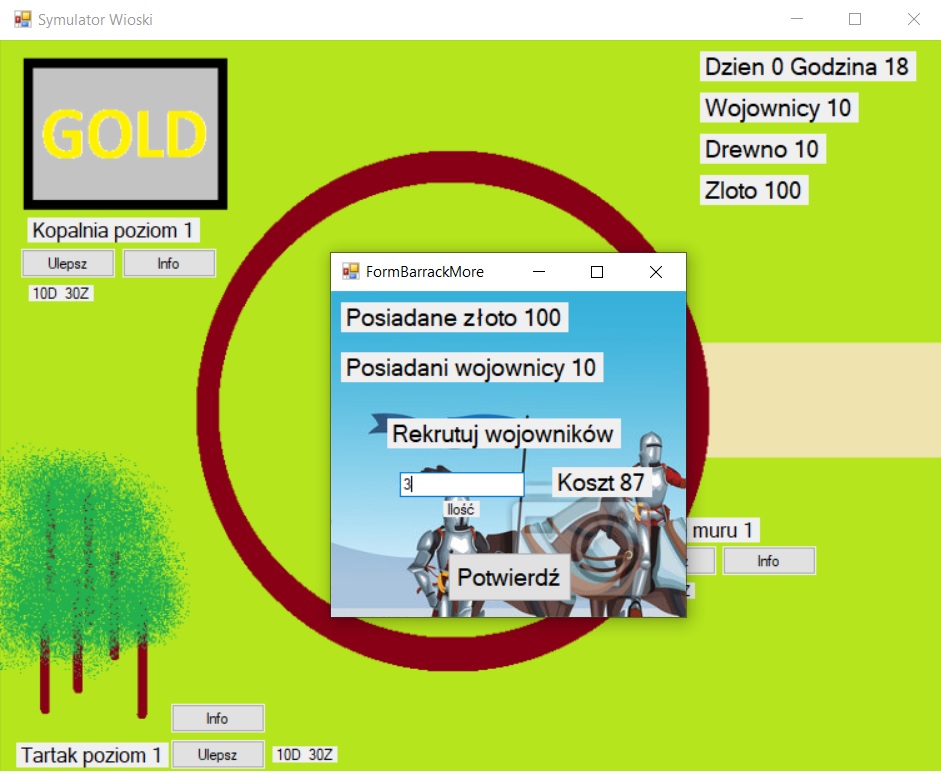 Symulator Wioski
GOLD
Dzien 0 Godzina 18
Wojownicy 10
Drewno 10
Zloto 100
Kopalnia poziom 1
Ulepsz
Info
10D 30Z
FormBarrackMore
Posiadane złoto 100
Posiadani wojownicy 10
Rekrutuj wojowników
3
Koszt 87
Ilość
Potwierdź
muru 1
Info
Info
Tartak poziom 1
Ulepsz
10D 30Z